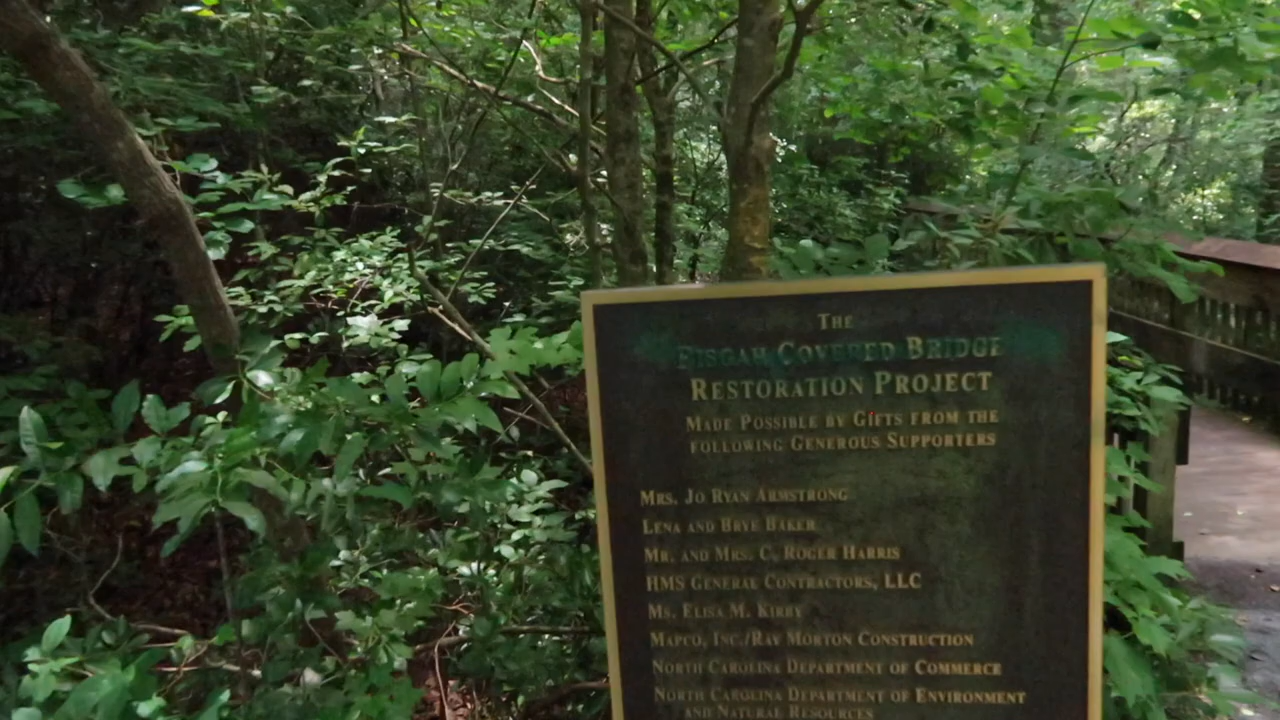 THE
PISGAH COVERED BRIDGE
RESTORATION PROJECT
MADE POSSIBLE BY GIFTS FROM THE
FOLLOWING GENEROUS SUPPORTERS
MRS. JO RYAN ARMSTRONG
LENA AND BRYE BAKER
MR. AND MRS. C. ROGER HARRIS
HMS GENERAL CONTRACTORS, LLC
MS. ELISA M. KIRBY
MAPCO, INC./RAY MORTON CONSTRUCTION
NORTH CAROLINA DEPARTMENT OF COMMERCE
NORTH CAROLINA DEPARTMENT OF ENVIRONMENT
AND NATURAL RESOURCES